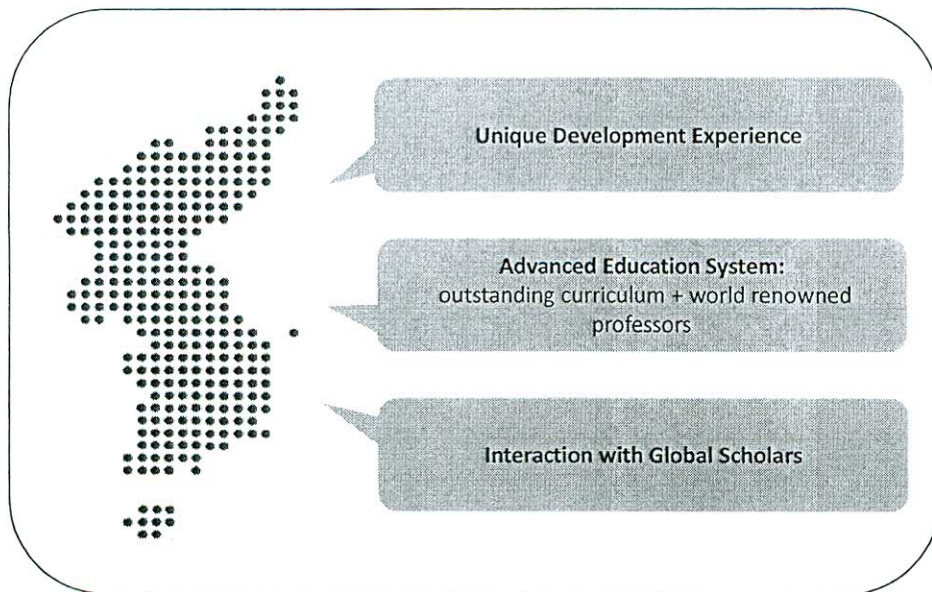 Unique Development Experience
Advanced Education System:
outstanding curriculum + world renowned
professors
Interaction with Global Scholars